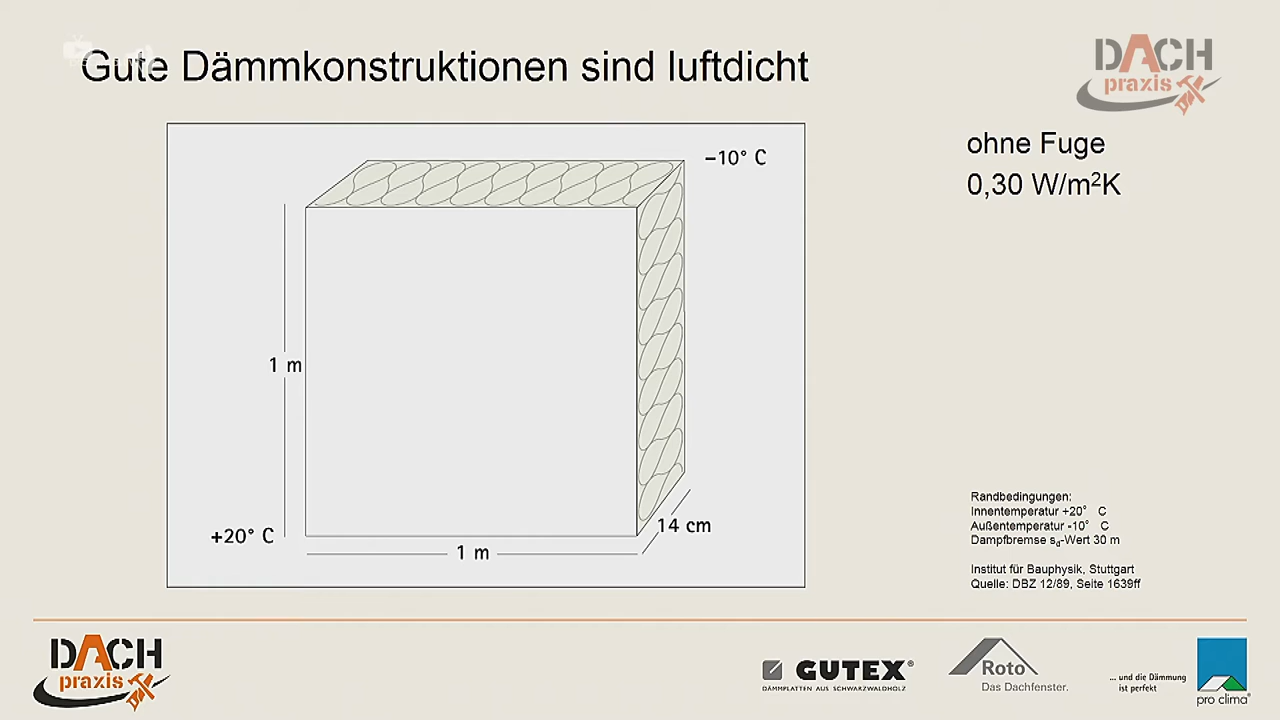 Gute Dämmkonstruktionen sind luftdicht
DACH
praxis
ohne Fuge
0,30 W/m²K
–10° C
1 m
+20° C
1 m
14 cm
Randbedingungen:
Innentemperatur +20° C
Außentemperatur -10° C
Dampfbremse sd-Wert 30 m
Institut für Bauphysik, Stuttgart
Quelle: DBZ 12/89, Seite 1639ff
DACH
praxis
GUTEX®
DÄMMPLATTEN AUS SCHWARZWALDHOLZ
Roto
Das Dachfenster.
... und die Dämmung
ist perfekt
pro clima®